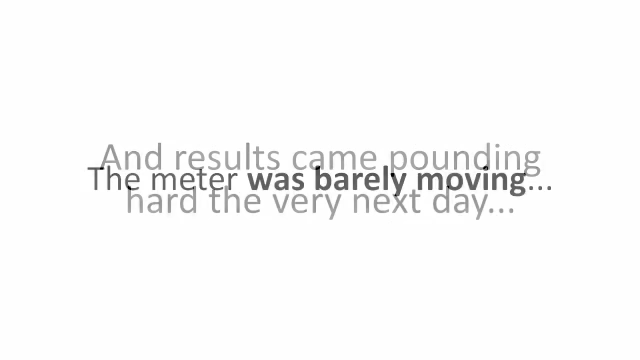 And results came pounding
The meter was barely moving...
hard the very next day...